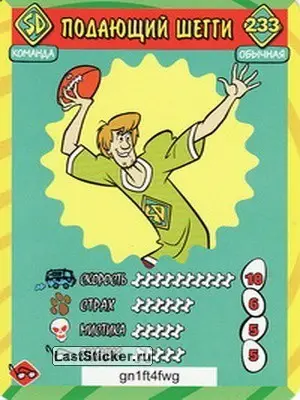 SD ПОДАЮЩИЙ ШЕГГИ 233
КОМАНДА ОБЫЧНАЯ
СКОРОСТЬ 10
СТРАХ 6
МИСТИКА 5
5
LastSticker.ru
gn1ft4fwg